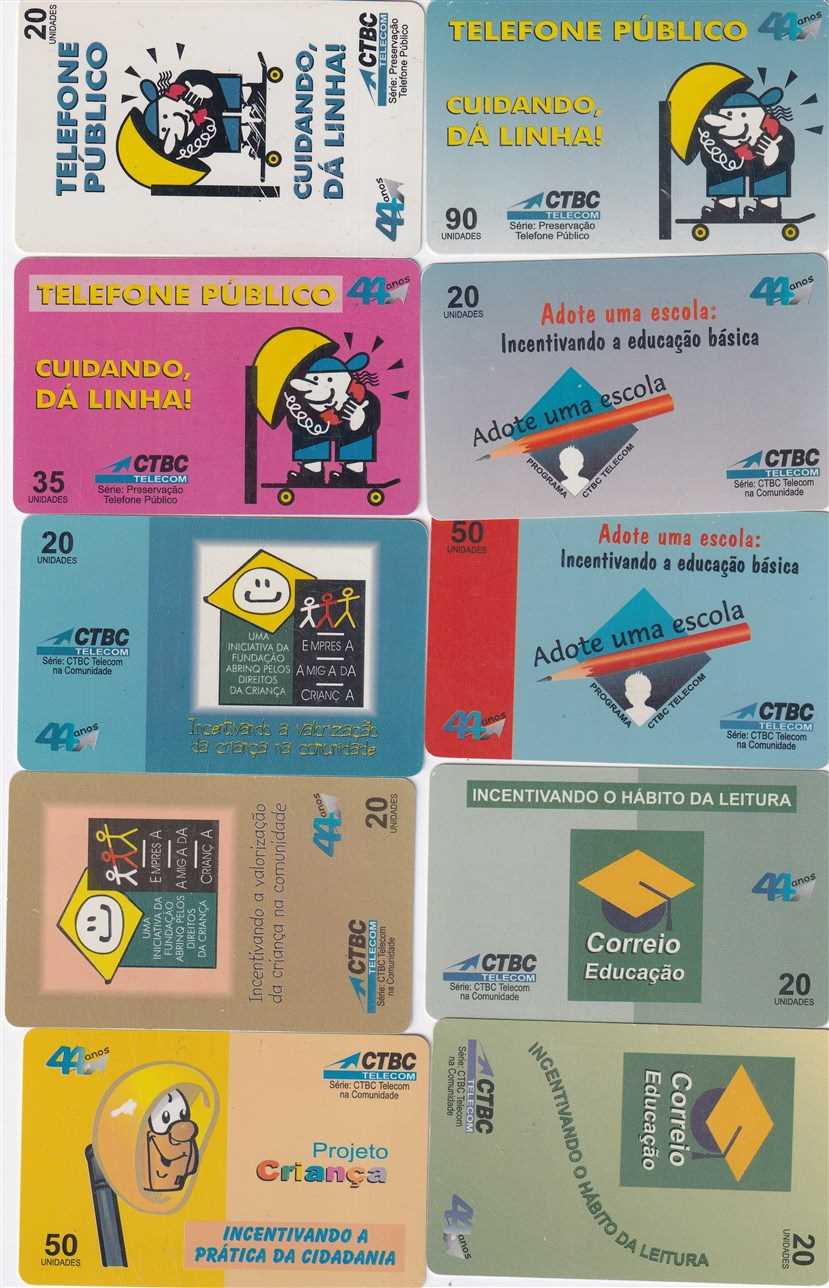 20
UNIDADES
TELEFONE
PÚBLICO
CUIDANDO,
DÁ LINHA!
CTBC
TELECOM
Série: Preservação
Telefone Público
44 anos
TELEFONE PÚBLICO
44 anos
CUIDANDO,
DÁ LINHA!
90
UNIDADES
CTBC
TELECOM
Série: Preservação
Telefone Público
TELEFONE PÚBLICO
44 anos
CUIDANDO,
DÁ LINHA!
35
UNIDADES
CTBC
TELECOM
Série: Preservação
Telefone Público
20
UNIDADES
44 anos
Adote uma escola:
Incentivando a educação básica
Adote uma escola
PROGRAMA
CTBC TELECOM
CTBC
TELECOM
Série: CTBC Telecom
na Comunidade
20
UNIDADES
CTBC
TELECOM
Série: CTBC Telecom
na Comunidade
44 anos
UMA
INICIATIVA DA
FUNDAÇÃO
ABRINQ PELOS
DIREITOS
DA CRIANÇA
EMPRESA
AMIGA DA
CRIANÇA
Incentivando a valorização
da criança na comunidade
50
UNIDADES
Adote uma escola:
Incentivando a educação básica
Adote uma escola
PROGRAMA
CTBC TELECOM
44 anos
CTBC
TELECOM
Série: CTBC Telecom
na Comunidade
20
UNIDADES
44 anos
EMPRESA
AMIGA DA
CRIANÇA
UMA
INICIATIVA DA
FUNDAÇÃO
ABRINQ PELOS
DIREITOS
DA CRIANÇA
Incentivando a valorização
da criança na comunidade
CTBC
TELECOM
Série: CTBC Telecom
na Comunidade
INCENTIVANDO O HÁBITO DA LEITURA
44 anos
Correio
Educação
CTBC
TELECOM
Série: CTBC Telecom
na Comunidade
20
UNIDADES
44 anos
CTBC
TELECOM
Série: CTBC Telecom
na Comunidade
Projeto
Criança
INCENTIVANDO A
PRÁTICA DA CIDADANIA
50
UNIDADES
CTBC
TELECOM
Série: CTBC Telecom
na Comunidade
INCENTIVANDO O HÁBITO DA LEITURA
Correio
Educação
44 anos
20
UNIDADES